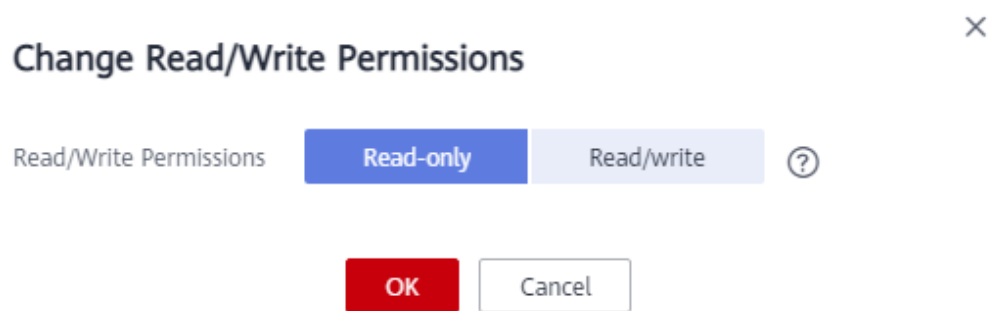 Change Read/Write Permissions
Read/Write Permissions Read-only Read/write ?
OK Cancel